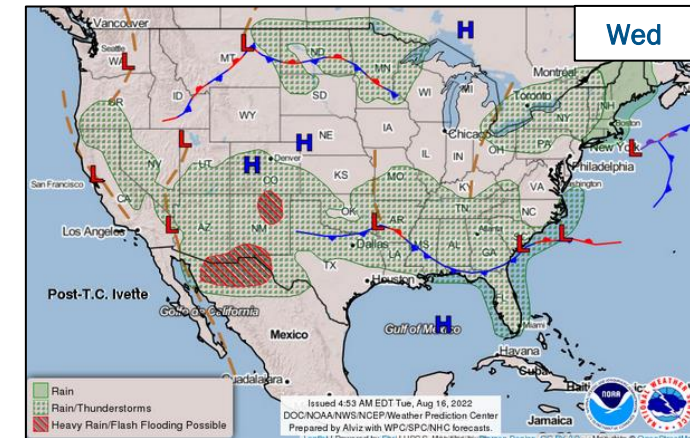 Wed
Vancouver
Seattle
WA
MT
ND
MN
OR
ID
SD
WI
MI
Toronto
Montréal
NH
NY
Boston
WY
IA
Chicago
OH
PA
New York
Philadelphia
NV
UT
Denver
NE
IL
IN
San Francisco
CA
CO
KS
MO
KY
VA
Washington
Los Angeles
AZ
NM
OK
AR
TN
NC
Atlanta
Dallas
MS
AL
GA
LA
TX
Houston
Post-T.C. Ivette
Golfo de California
Mexico
Gulf of Mexico
Miami
Havana
Cuba
Guadalajara
Jamaica
H
H
H
H
L
L
L
L
L
L
L
L
L
Rain
Rain/Thunderstorms
Heavy Rain/Flash Flooding Possible
Issued 4:53 AM EDT Tue, Aug 16, 2022
DOC/NOAA/NWS/NCEP/Weather Prediction Center
Prepared by Alviz with WPC/SPC/NHC forecasts.
NOAA